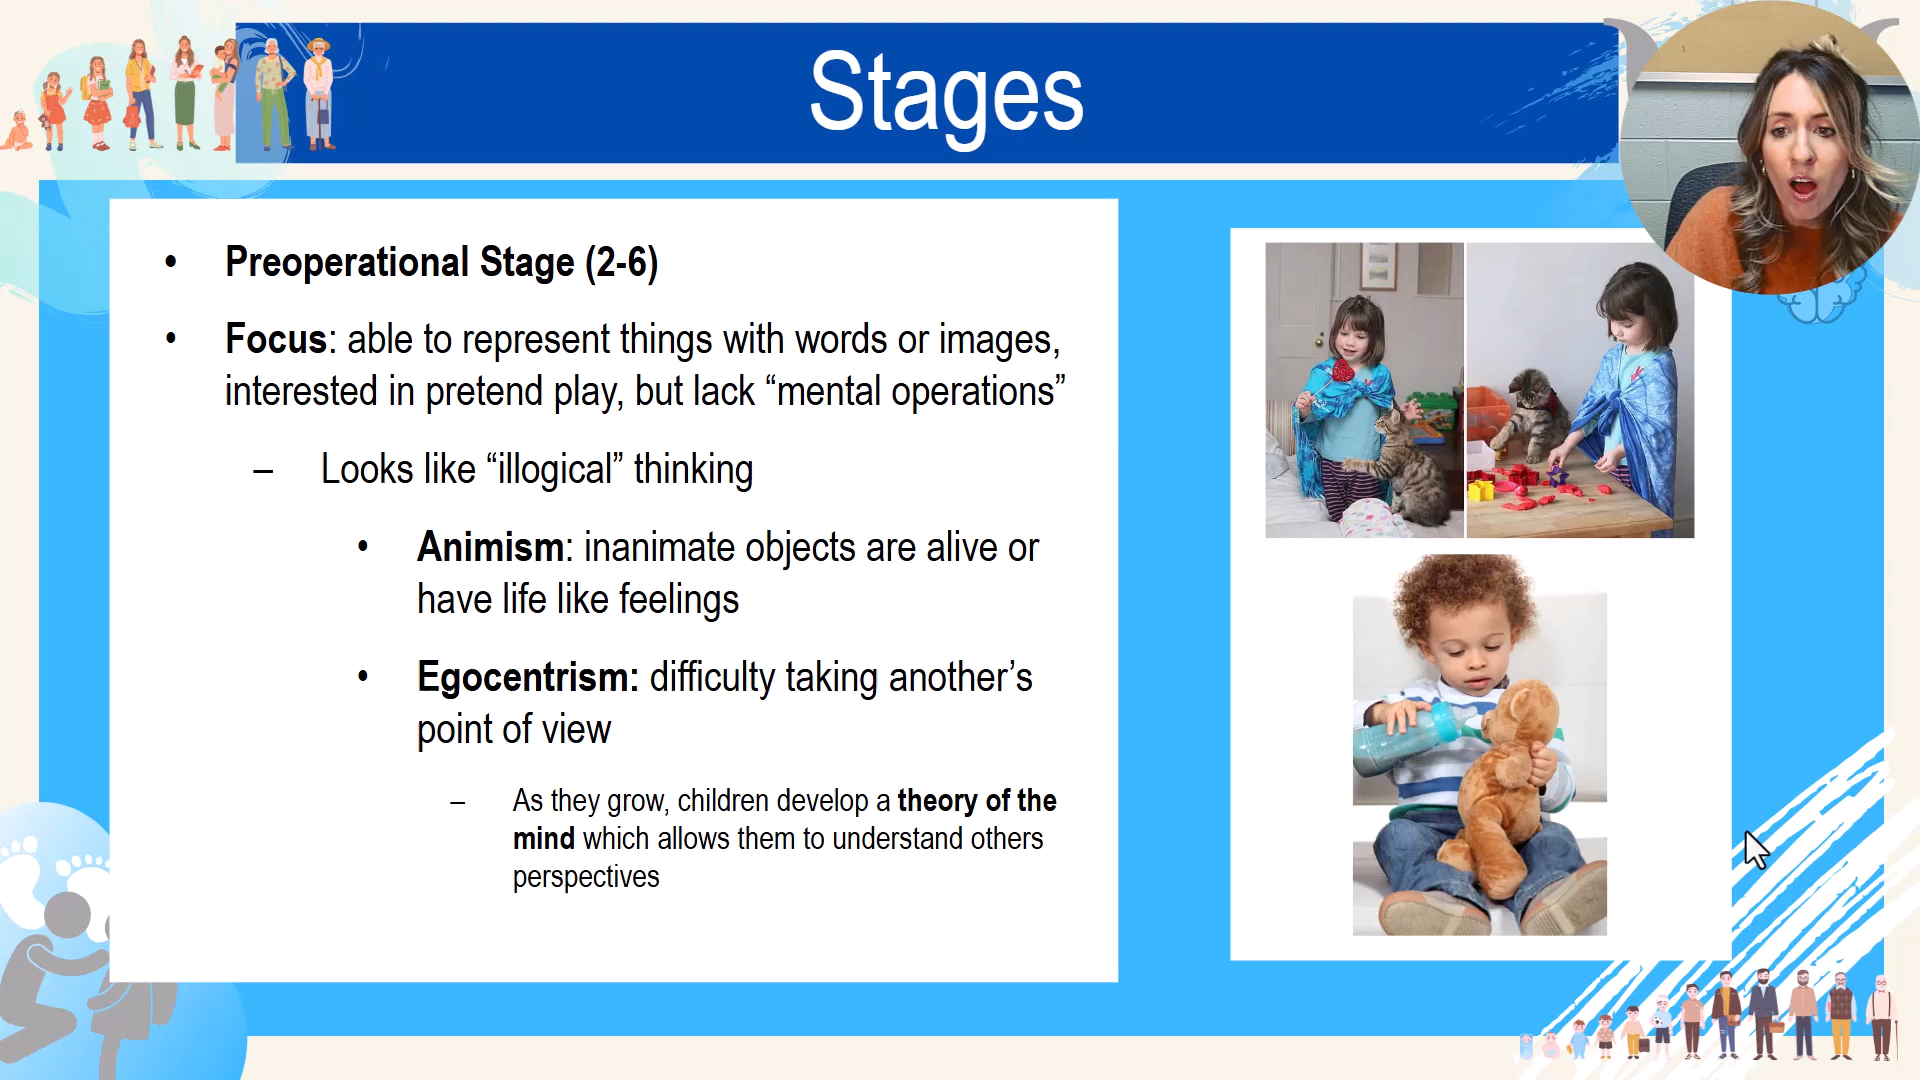 Stages
• Preoperational Stage (2-6)
• Focus: able to represent things with words or images,
interested in pretend play, but lack “mental operations”
– Looks like “illogical” thinking
• Animism: inanimate objects are alive or
have life like feelings
• Egocentrism: difficulty taking another’s
point of view
– As they grow, children develop a theory of the
mind which allows them to understand others
perspectives